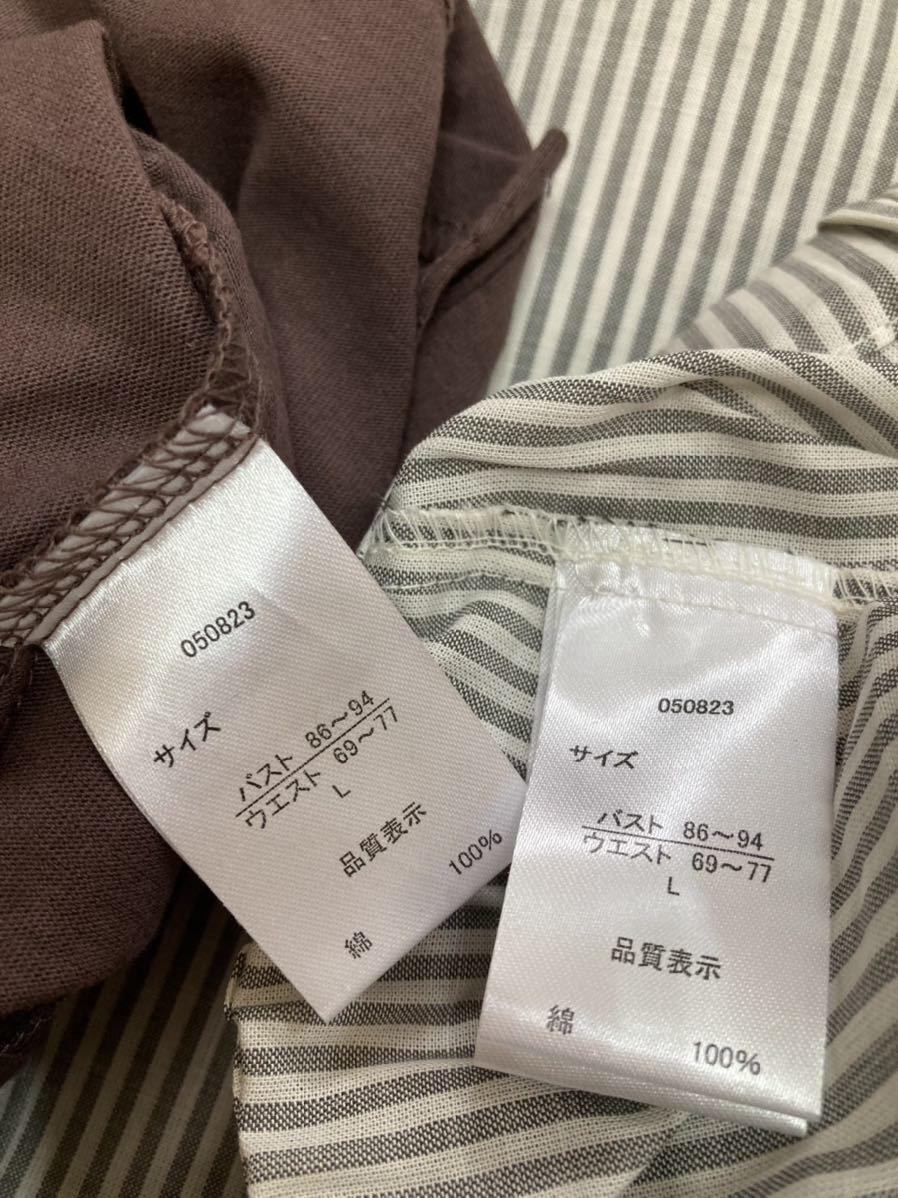 050823
サイズ
バスト 86～94
ウエスト 69～77
L
品質表示
綿 100%
050823
サイズ
バスト 86～94
ウエスト 69～77
L
品質表示
綿 100%